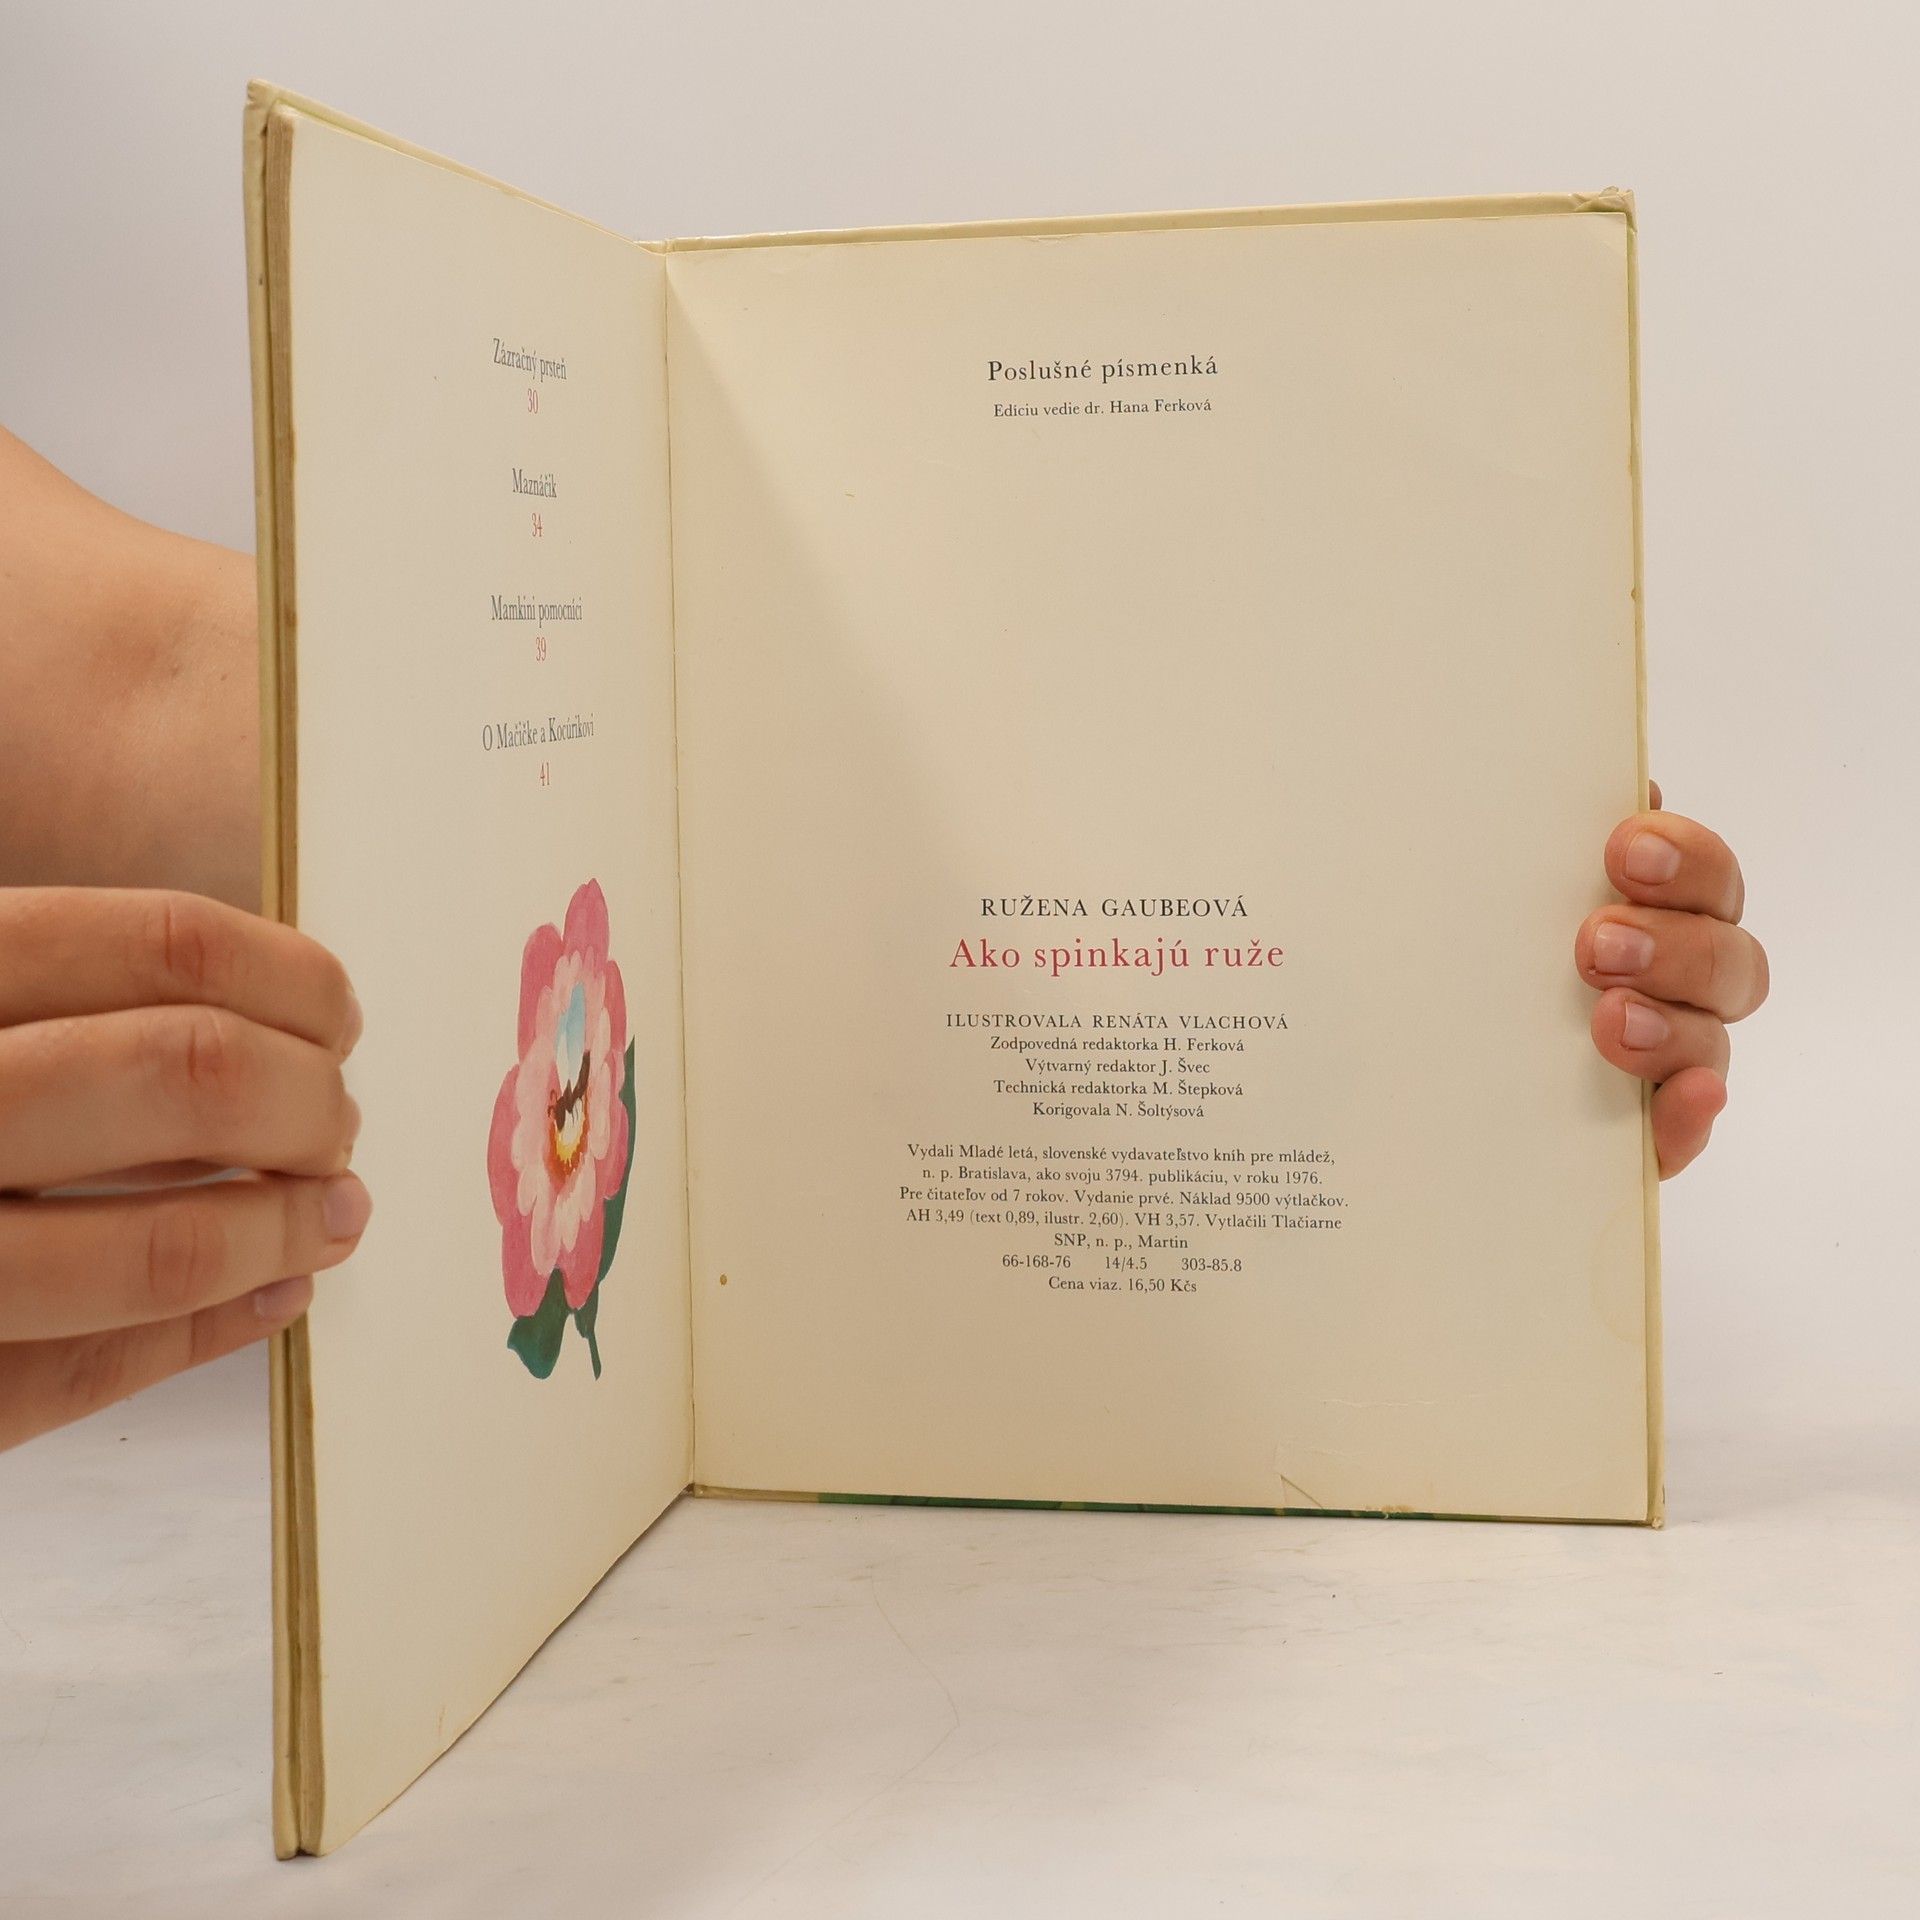 Zázračný prsteň
30
Maznáčik
34
Mamkini pomocníci
39
O Mačičke a Kocúrikovi
41
Poslušné písmenká
Edíciu vedie dr. Hana Ferková
RUŽENA GAUBEOVÁ
Ako spinkajú ruže
ILUSTROVALA RENÁTA VLACHOVÁ
Zodpovedná redaktorka H. Ferková
Výtvarný redaktor J. Švec
Technická redaktorka M. Štepková
Korigovala N. Šoltýsová
Vydali Mladé letá, slovenské vydavateľstvo kníh pre mládež,
n. p. Bratislava, ako svoju 3794. publikáciu, v roku 1976.
Pre čitateľov od 7 rokov. Vydanie prvé. Náklad 9500 výtlačkov.
AH 3,49 (text 0,89, ilustr. 2,60). VH 3,57. Vytlačili Tlačiarne
SNP, n. p., Martin
66-168-76 14/4.5 303-85.8
Cena viaz. 16,50 Kčs